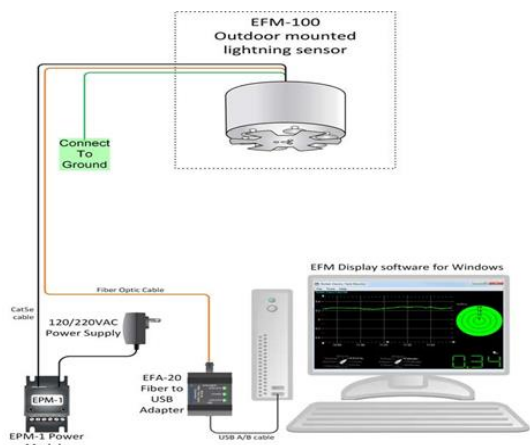 EFM-100
Outdoor mounted
lightning sensor
Connect
To
Ground
EFM Display software for Windows
Fiber Optic Cable
Cat5e
cable
120/220VAC
Power Supply
EPM-1
EFA-20
Fiber to
USB
Adapter
EPM-1 Power
USB A/B cable
0.34